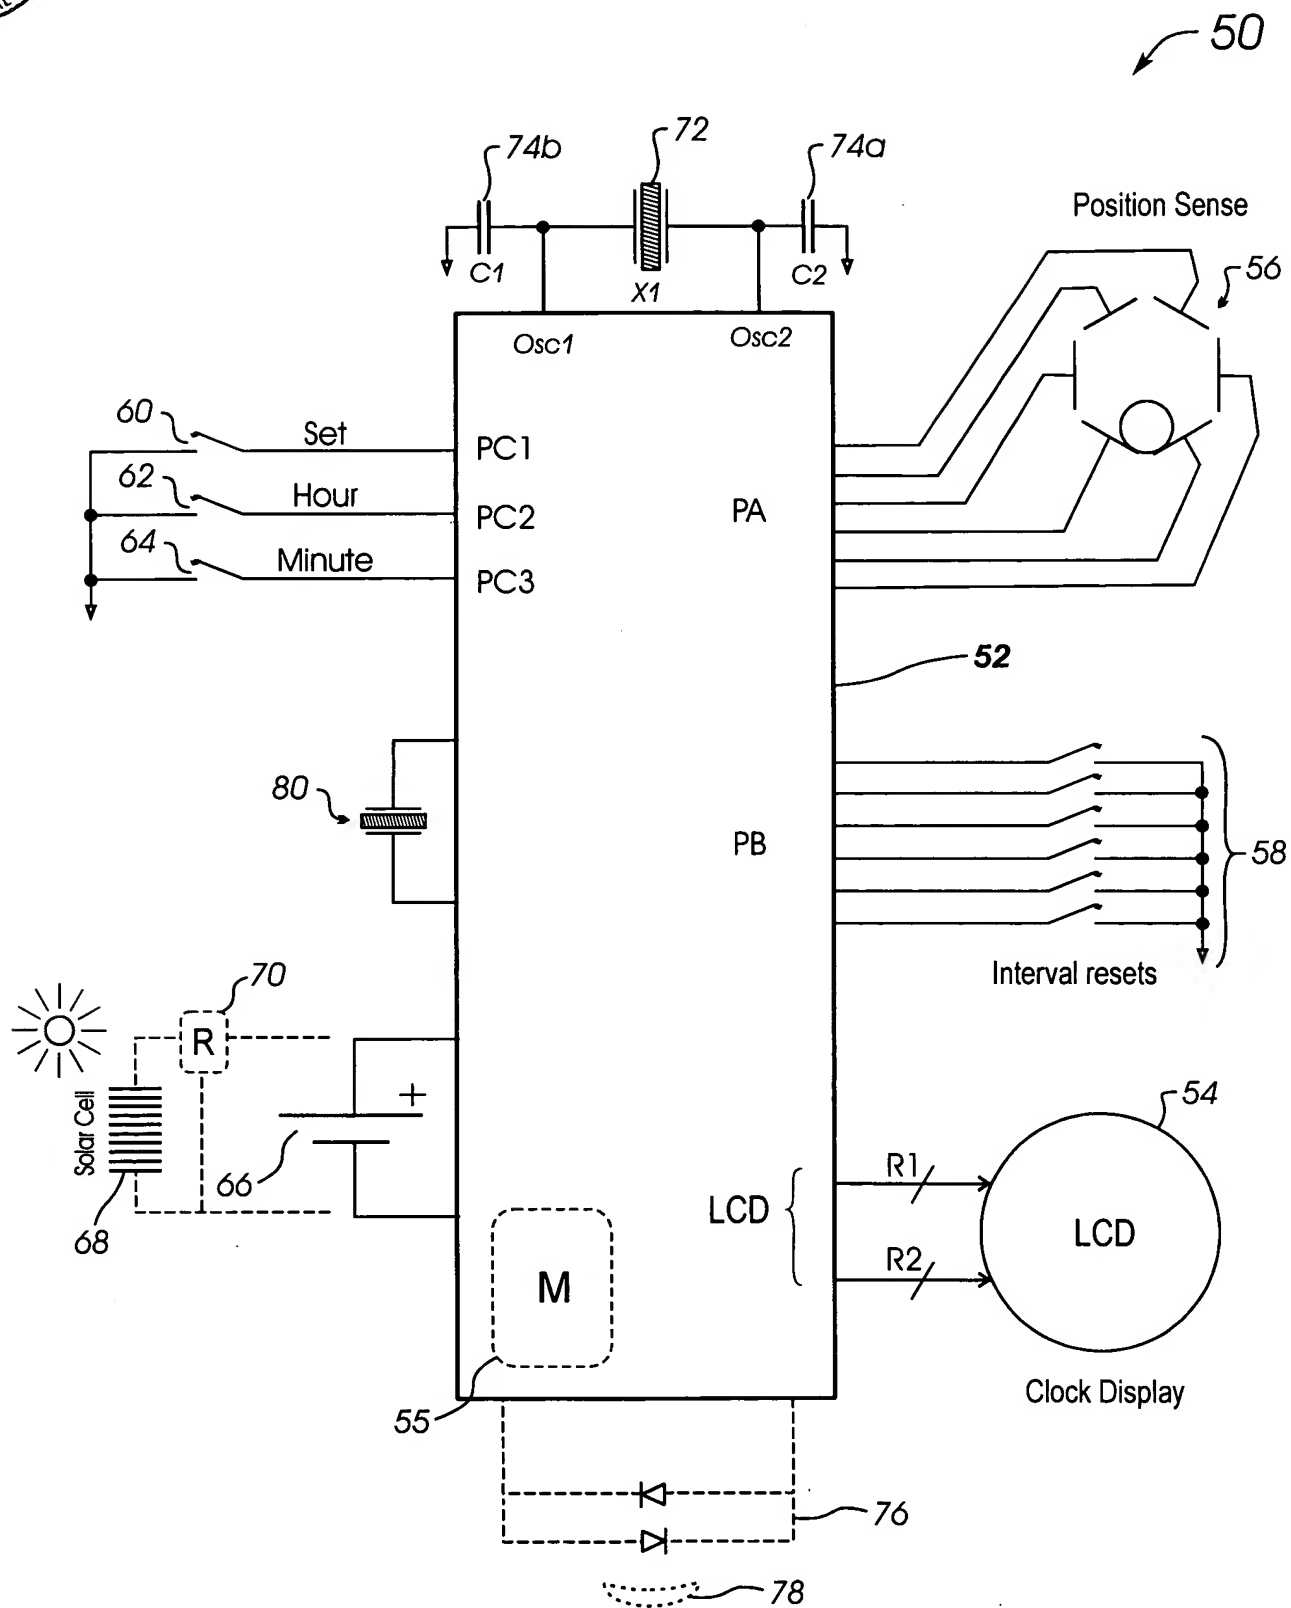 50
74b
72
74a
Position Sense
C1
X1
C2
56
Osc1
Osc2
60
Set
PC1
62
Hour
PC2
PA
64
Minute
PC3
52
80
PB
58
Interval resets
70
R
Solar Cell
+
66
68
54
R1
LCD
LCD
R2
M
55
Clock Display
76
78